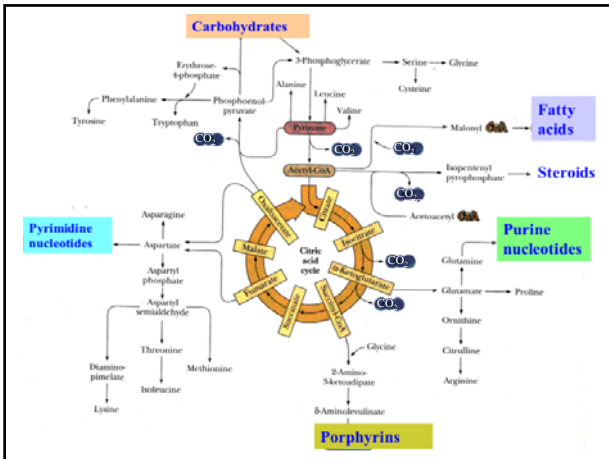 Carbohydrates
3-Phosphoglycerate
Serine
Glycine
Cysteine
Erythrose-
4-phosphate
Alanine
Leucine
Valine
Phenylalanine
Phosphoenol-
pyruvate
Tyrosine
Tryptophan
Pyruvate
CO2
CO2
CO2
Malonyl CoA
Fatty
acids
Acetyl-CoA
Isopentenyl
pyrophosphate
Steroids
CO2
Acetoacetyl CoA
Oxaloacetate
Citrate
Isocitrate
CO2
α-Ketoglutarate
CO2
Succinyl-CoA
Succinate
Fumarate
Malate
Citric
acid
cycle
Pyrimidine
nucleotides
Asparagine
Aspartate
Aspartyl
phosphate
Aspartyl
semialdehyde
Threonine
Diamino-
pimelate
Methionine
Isoleucine
Lysine
Purine
nucleotides
Glutamine
Glutamate
Proline
Ornithine
Citrulline
Arginine
Glycine
2-Amino-
3-ketoadipate
δ-Aminolevulinate
Porphyrins